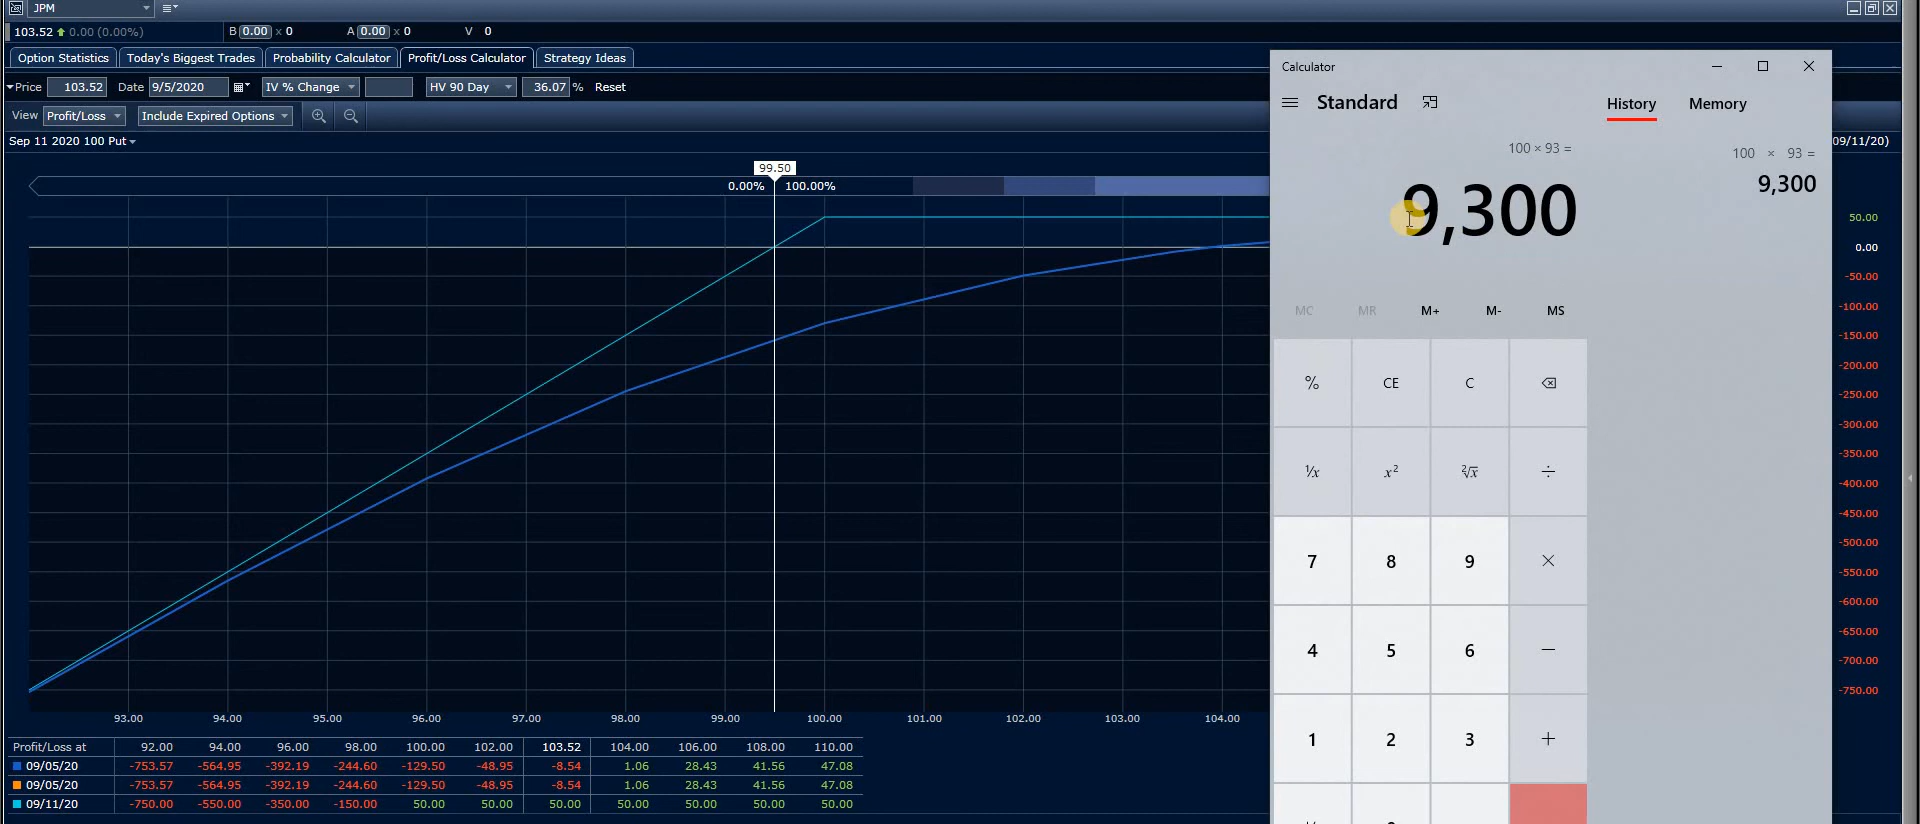 JPM
103.52 0.00 (0.00%) B 0.00 x 0 A 0.00 x 0 V 0
Option Statistics Today's Biggest Trades Probability Calculator Profit/Loss Calculator Strategy Ideas
Price 103.52 Date 9/5/2020 IV % Change HV 90 Day 36.07 % Reset
View Profit/Loss Include Expired Options
Sep 11 2020 100 Put
09/11/20)
99.50
0.00% 100.00%
50.00
0.00
-50.00
-100.00
-150.00
-200.00
-250.00
-300.00
-350.00
-400.00
-450.00
-500.00
-550.00
-600.00
-650.00
-700.00
-750.00
93.00 94.00 95.00 96.00 97.00 98.00 99.00 100.00 101.00 102.00 103.00 104.00
Profit/Loss at 92.00 94.00 96.00 98.00 100.00 102.00 103.52 104.00 106.00 108.00 110.00
09/05/20 -753.57 -564.95 -392.19 -244.60 -129.50 -48.95 -8.54 1.06 28.43 41.56 47.08
09/05/20 -753.57 -564.95 -392.19 -244.60 -129.50 -48.95 -8.54 1.06 28.43 41.56 47.08
09/11/20 -750.00 -550.00 -350.00 -150.00 50.00 50.00 50.00 50.00 50.00 50.00 50.00
Calculator
Standard
History Memory
100 × 93 =
9,300
100 × 93 =
9,300
MC MR M+ M- MS
% CE C
⅟x x² ²√x ÷
7 8 9 ×
4 5 6 −
1 2 3 +